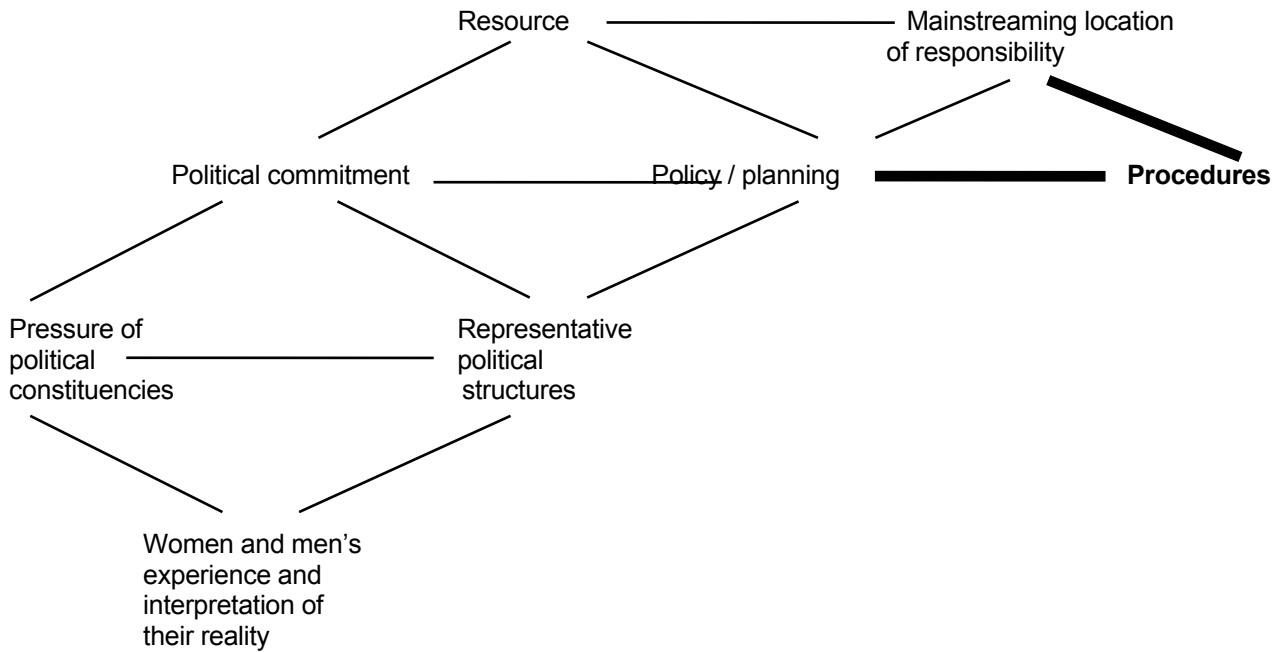 Resource
Mainstreaming location
of responsibility
Political commitment
Policy / planning
Procedures
Pressure of
political
constituencies
Representative
political
structures
Women and men’s
experience and
interpretation of
their reality